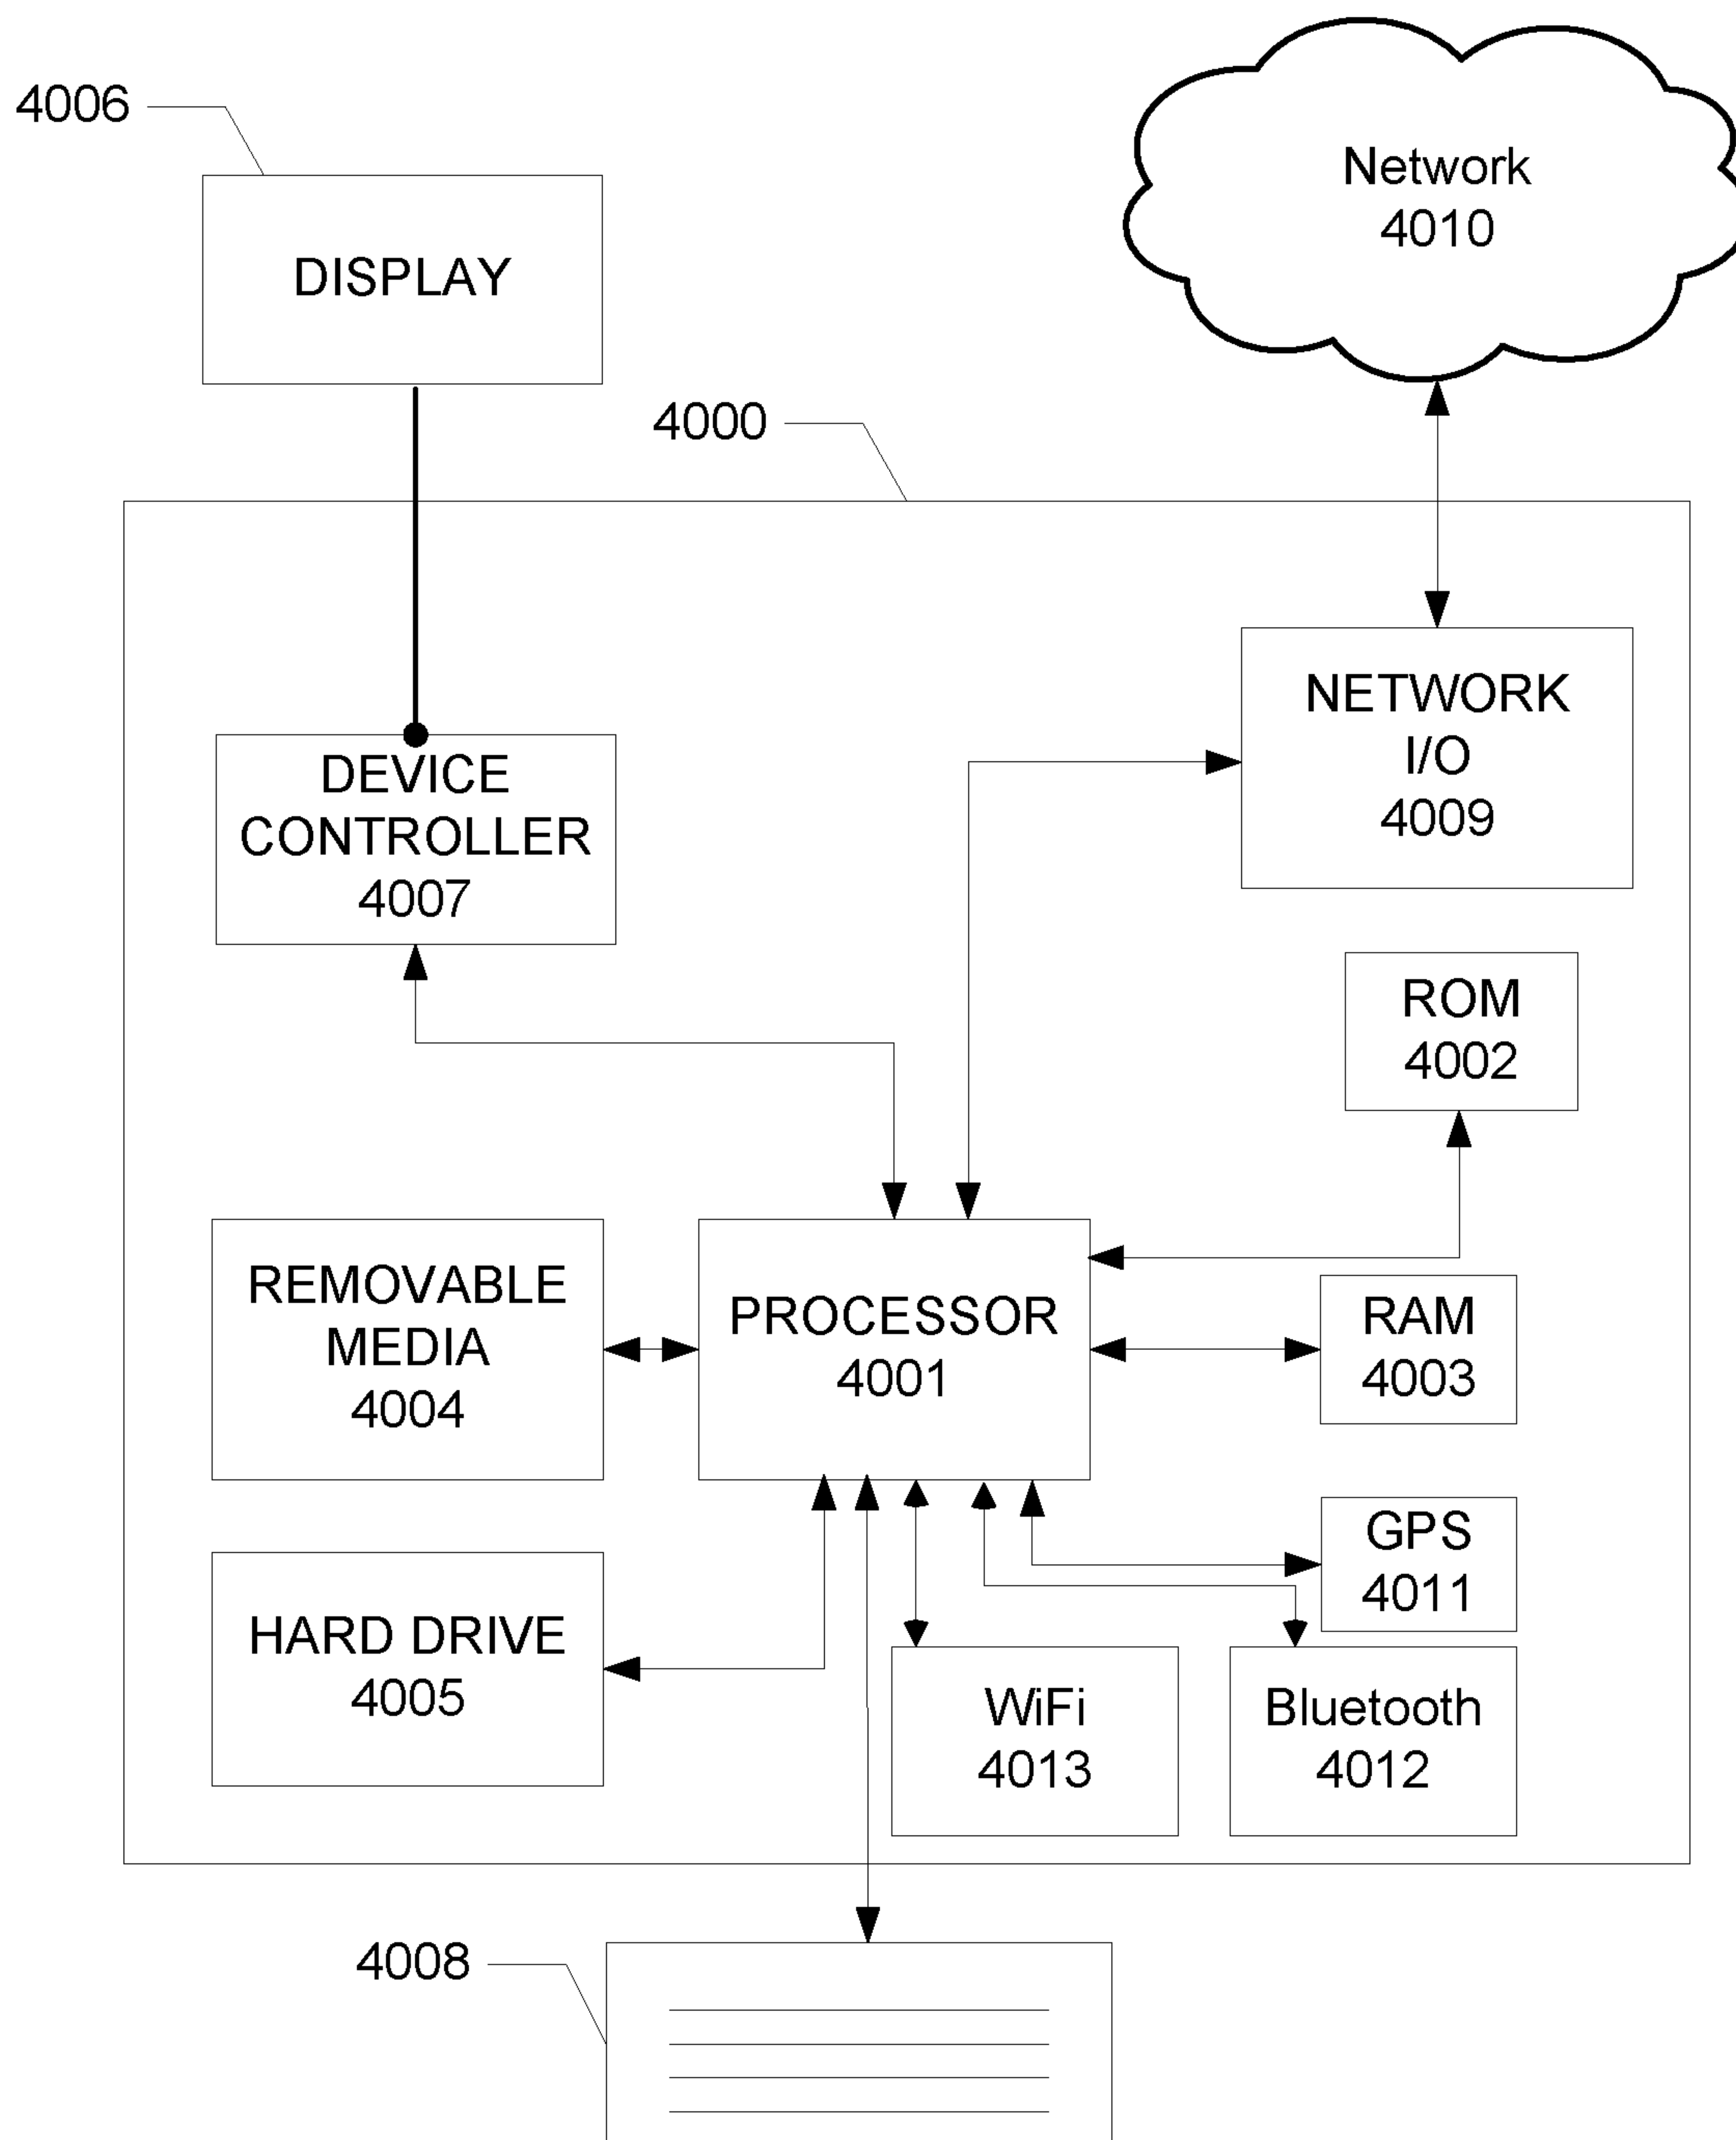 4006
DISPLAY
Network
4010
4000
DEVICE
CONTROLLER
4007
NETWORK
I/O
4009
ROM
4002
REMOVABLE
MEDIA
4004
PROCESSOR
4001
RAM
4003
HARD DRIVE
4005
GPS
4011
WiFi
4013
Bluetooth
4012
4008